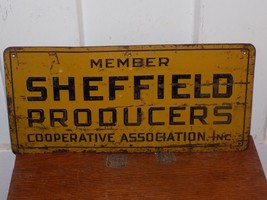 MEMBER
SHEFFIELD
PRODUCERS
COOPERATIVE ASSOCIATION, INC.